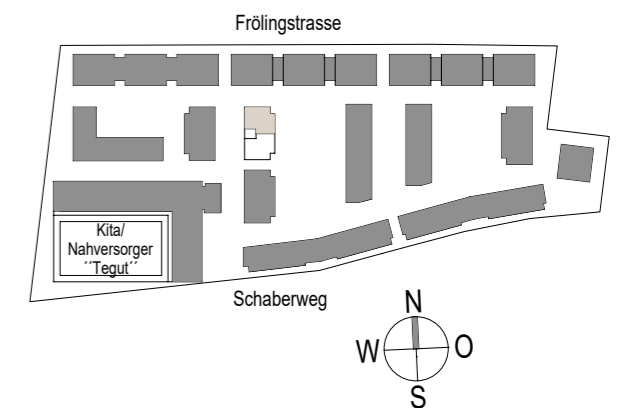 Frölingstrasse
Kita/
Nahversorger
´´Tegut´´
Schaberweg
N
W O
S